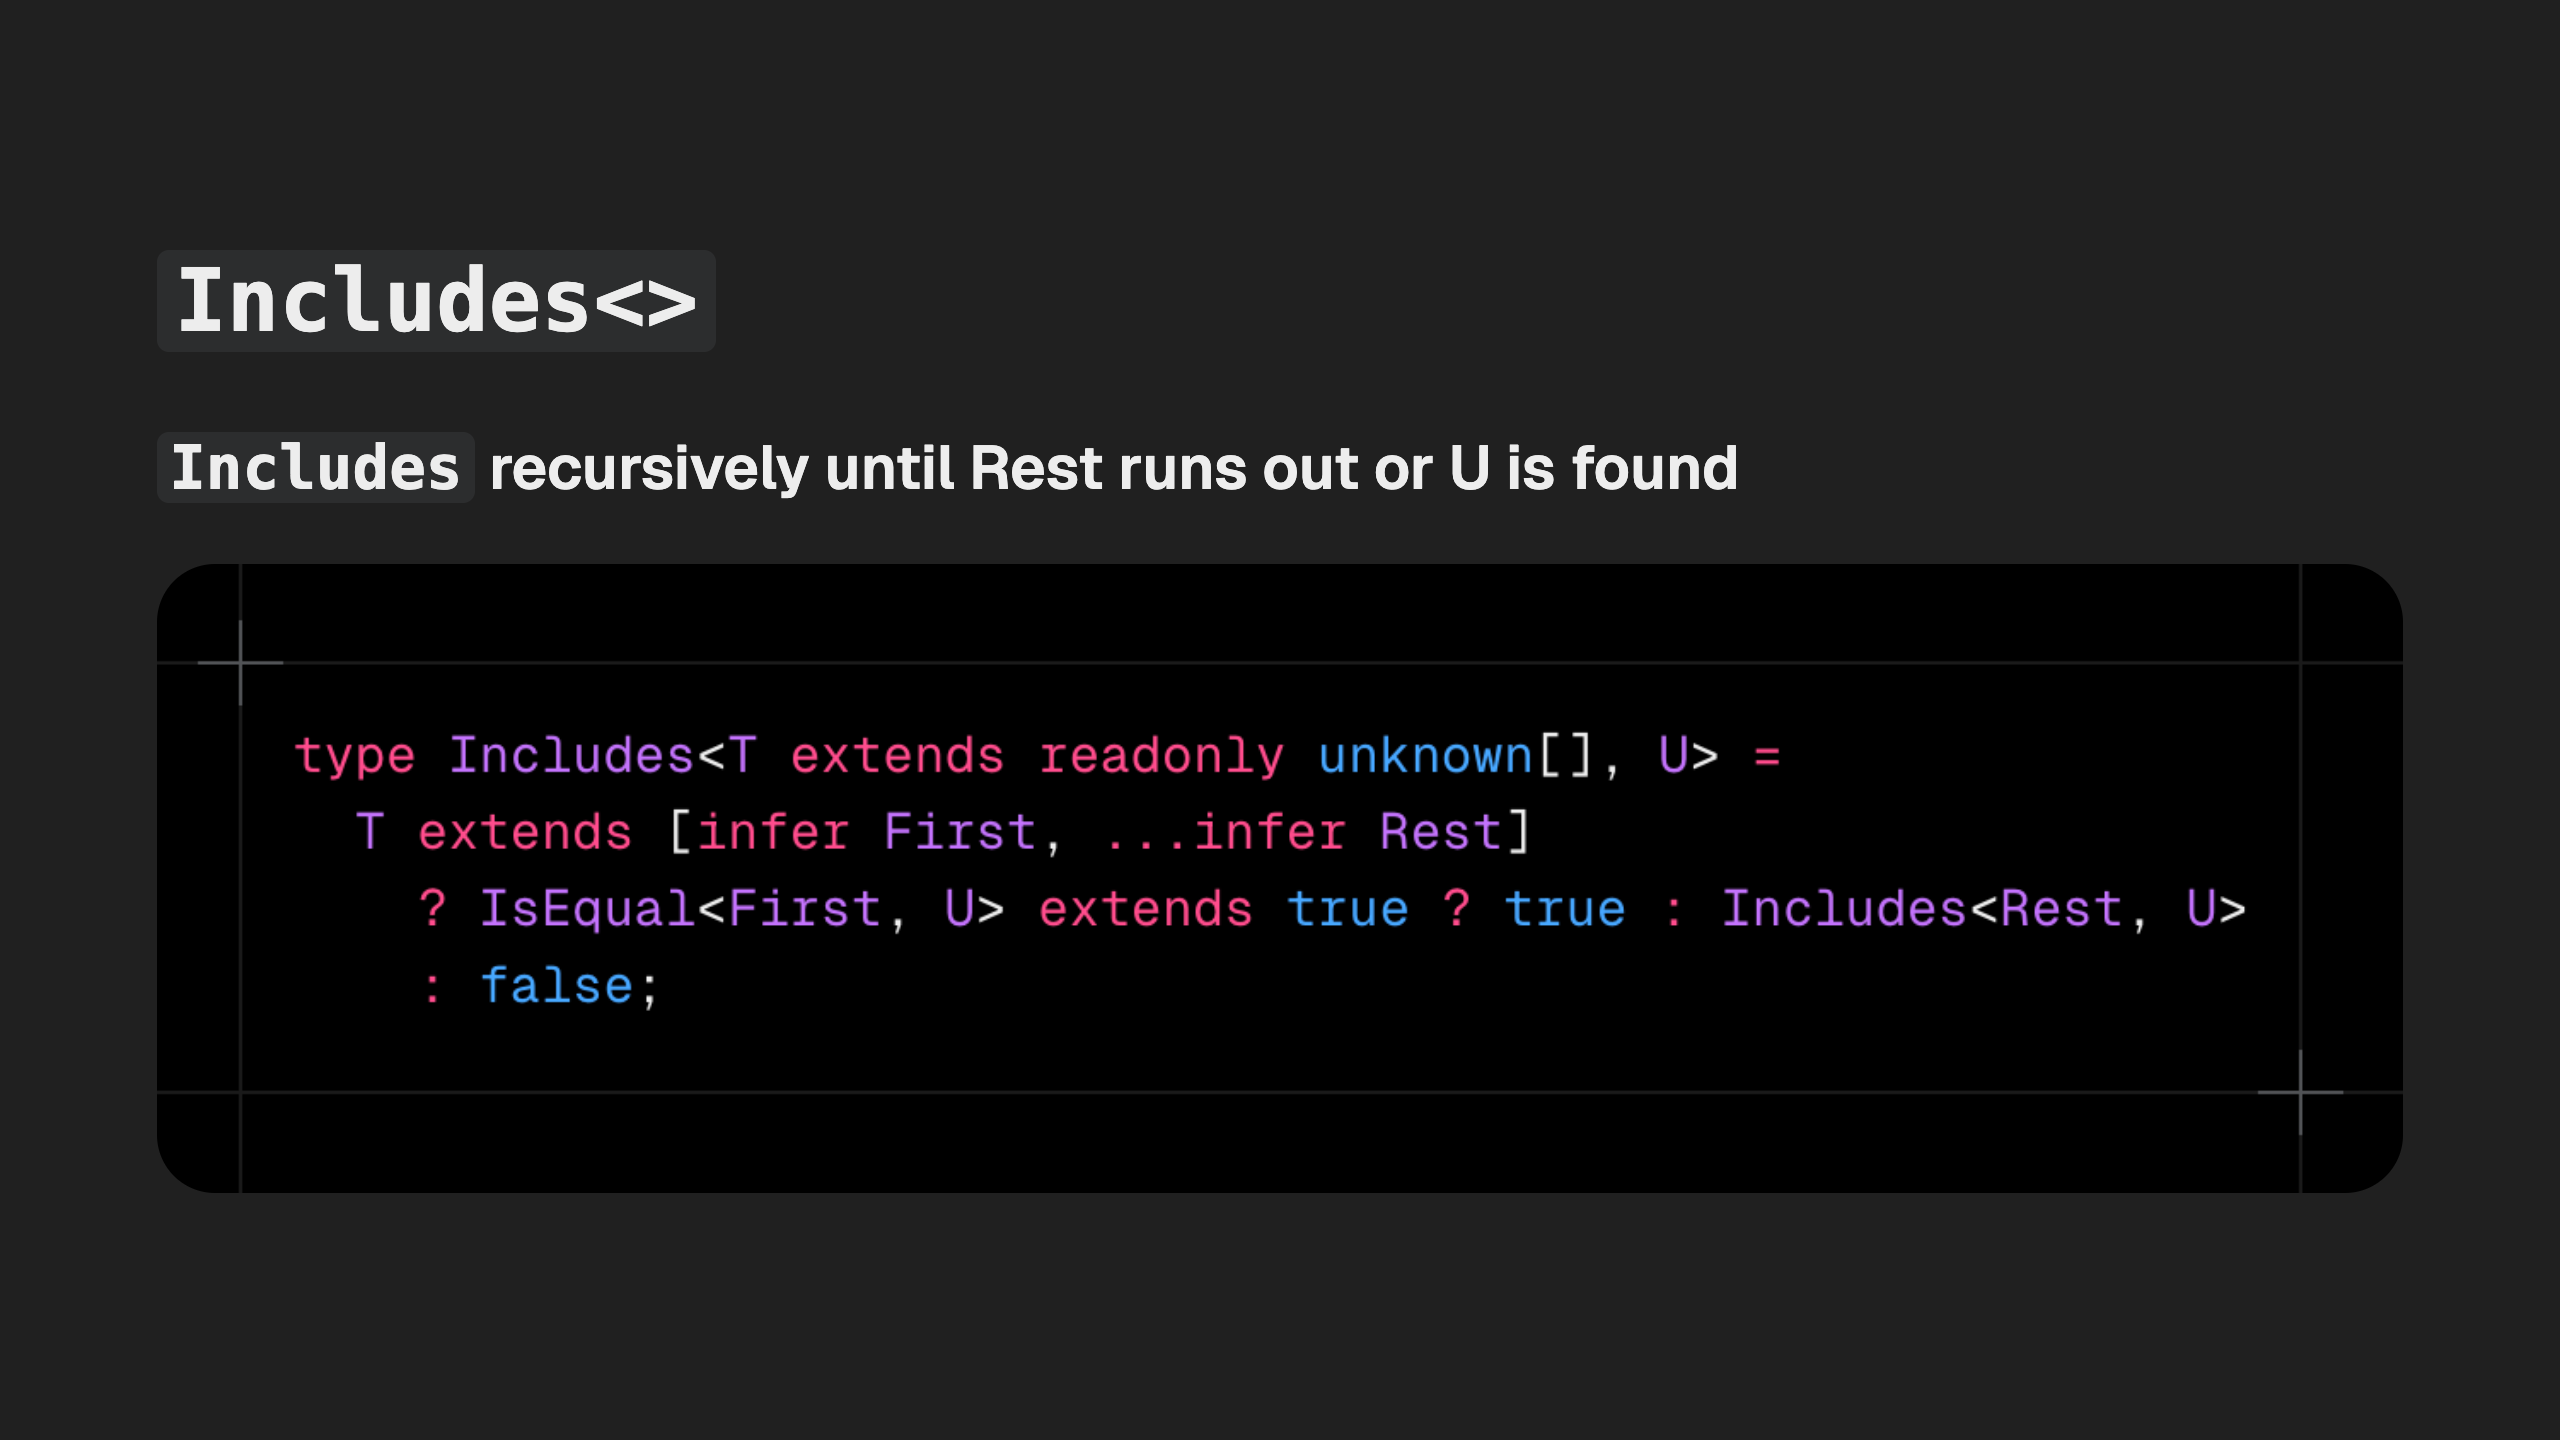 Includes<>
Includes recursively until Rest runs out or U is found
type Includes<T extends readonly unknown[], U> =
T extends [infer First, ...infer Rest]
? IsEqual<First, U> extends true ? true : Includes<Rest, U>
: false;